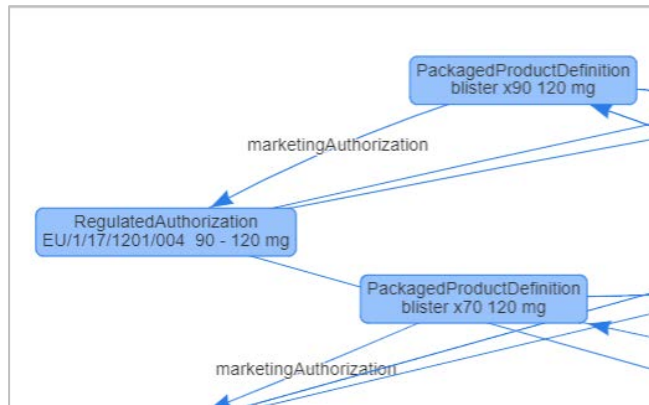 PackagedProductDefinition
blister x90 120 mg
marketingAuthorization
RegulatedAuthorization
EU/1/17/1201/004 90 - 120 mg
PackagedProductDefinition
blister x70 120 mg
marketingAuthorization